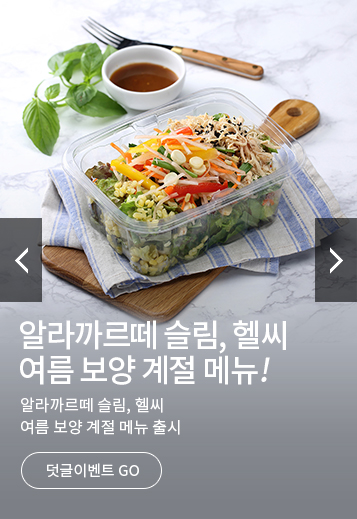 알라까르떼 슬림, 헬씨
여름 보양 계절 메뉴!
알라까르떼 슬림, 헬씨
여름 보양 계절 메뉴 출시
덧글이벤트 GO